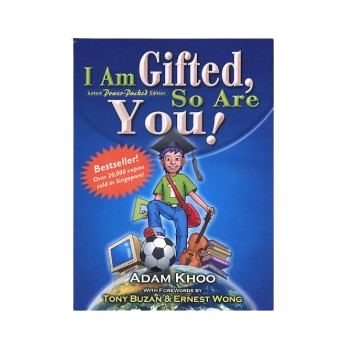 I Am Gifted,
Latest Power-Packed Edition
So Are
You!
Bestseller!
Over 20,000 copies
sold in Singapore!
ADAM KHOO
WITH FOREWORDS BY
TONY BUZAN & ERNEST WONG